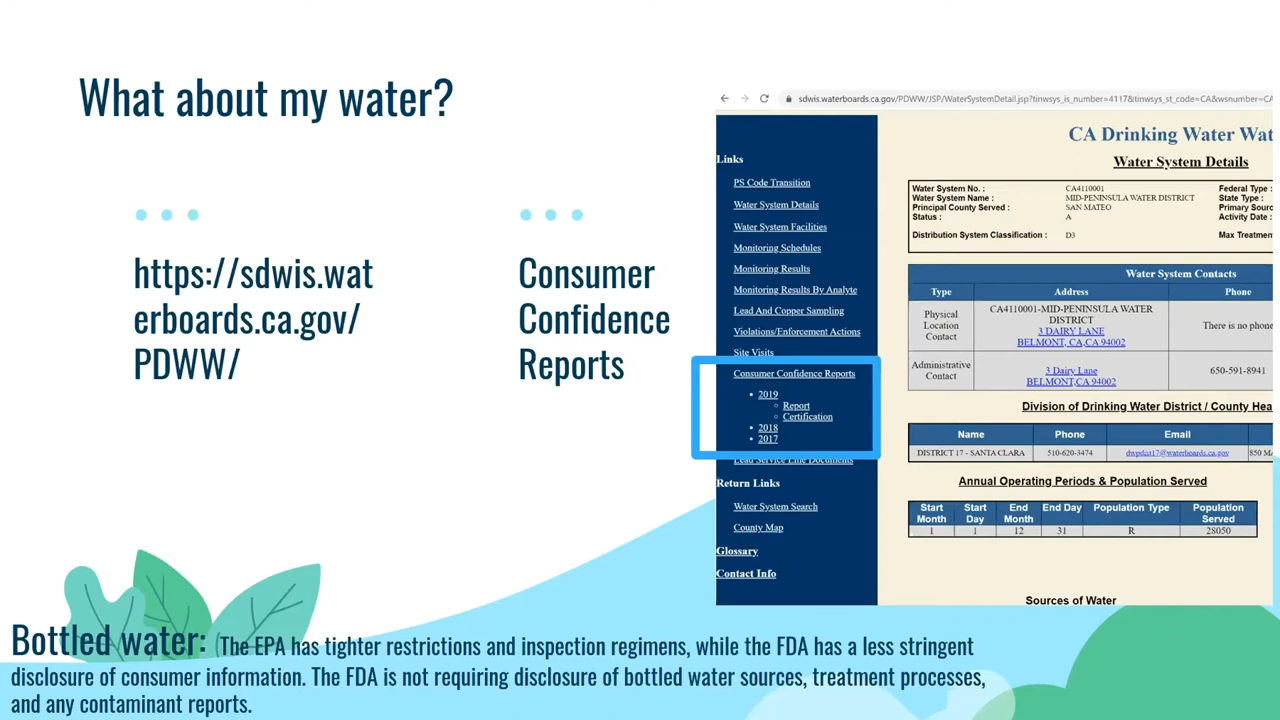 What about my water?
https://sdwis.wat
erboards.ca.gov/
PDWW/
Consumer
Confidence
Reports
sdwis.waterboards.ca.gov/PDWW/JSP/WaterSystemDetail.jsp?tinwsys_is_number=4117&tinwsys_st_code=CA&wsnumber=CA
Links
PS Code Transition
Water System Details
Water System Facilities
Monitoring Schedules
Monitoring Results
Monitoring Results By Analyte
Lead And Copper Sampling
Violations/Enforcement Actions
Site Visits
Consumer Confidence Reports
2019
Report
Certification
2018
2017
Lead Service Line Documents
Return Links
Water System Search
County Map
Glossary
Contact Info
CA Drinking Water Wat
Water System Details
Water System No. : CA4110001 Federal Type :
Water System Name : MID-PENINSULA WATER DISTRICT State Type :
Principal County Served : SAN MATEO Primary Sourc
Status : A Activity Date :
Distribution System Classification : D3 Max Treatmen
Water System Contacts
Type Address Phone
Physical Location Contact CA4110001-MID-PENINSULA WATER DISTRICT 3 DAIRY LANE BELMONT, CA,CA 94002 There is no phone
Administrative Contact 3 Dairy Lane BELMONT,CA 94002 650-591-8941
Division of Drinking Water District / County Hea
Name Phone Email
DISTRICT 17 - SANTA CLARA 510-620-3474 dwpdist17@waterboards.ca.gov 850 MA
Annual Operating Periods & Population Served
Start Month Start Day End Month End Day Population Type Population Served
1 1 12 31 R 28050
Sources of Water
Bottled water: The EPA has tighter restrictions and inspection regimens, while the FDA has a less stringent
disclosure of consumer information. The FDA is not requiring disclosure of bottled water sources, treatment processes,
and any contaminant reports.